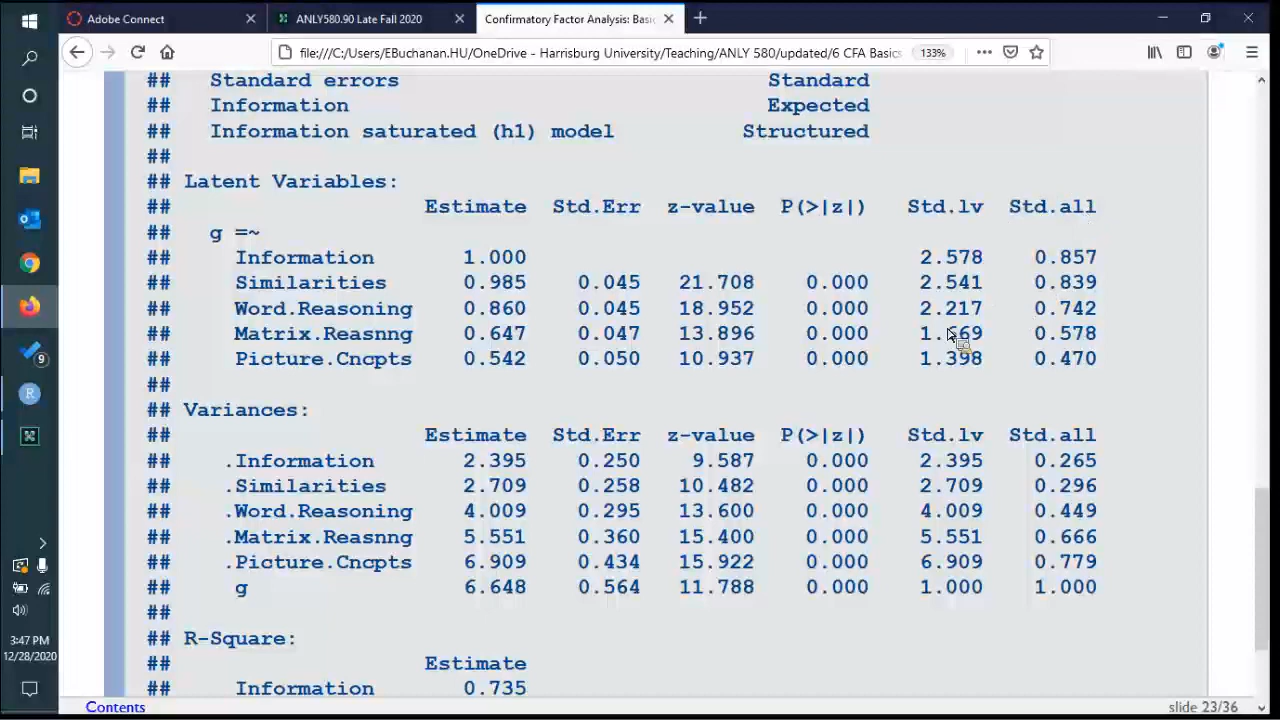 Adobe Connect
ANLY580.90 Late Fall 2020
Confirmatory Factor Analysis: Basic
file:///C:/Users/EBuchanan.HU/OneDrive - Harrisburg University/Teaching/ANLY 580/updated/6 CFA Basics
133%
## Standard errors Standard
## Information Expected
## Information saturated (h1) model Structured
##
## Latent Variables:
## Estimate Std.Err z-value P(>|z|) Std.lv Std.all
## g =~
## Information 1.000 2.578 0.857
## Similarities 0.985 0.045 21.708 0.000 2.541 0.839
## Word.Reasoning 0.860 0.045 18.952 0.000 2.217 0.742
## Matrix.Reasnng 0.647 0.047 13.896 0.000 1.669 0.578
## Picture.Cncpts 0.542 0.050 10.937 0.000 1.398 0.470
##
## Variances:
## Estimate Std.Err z-value P(>|z|) Std.lv Std.all
## .Information 2.395 0.250 9.587 0.000 2.395 0.265
## .Similarities 2.709 0.258 10.482 0.000 2.709 0.296
## .Word.Reasoning 4.009 0.295 13.600 0.000 4.009 0.449
## .Matrix.Reasnng 5.551 0.360 15.400 0.000 5.551 0.666
## .Picture.Cncpts 6.909 0.434 15.922 0.000 6.909 0.779
## g 6.648 0.564 11.788 0.000 1.000 1.000
##
## R-Square:
## Estimate
## Information 0.735
Contents
slide 23/36
9
R
3:47 PM
12/28/2020